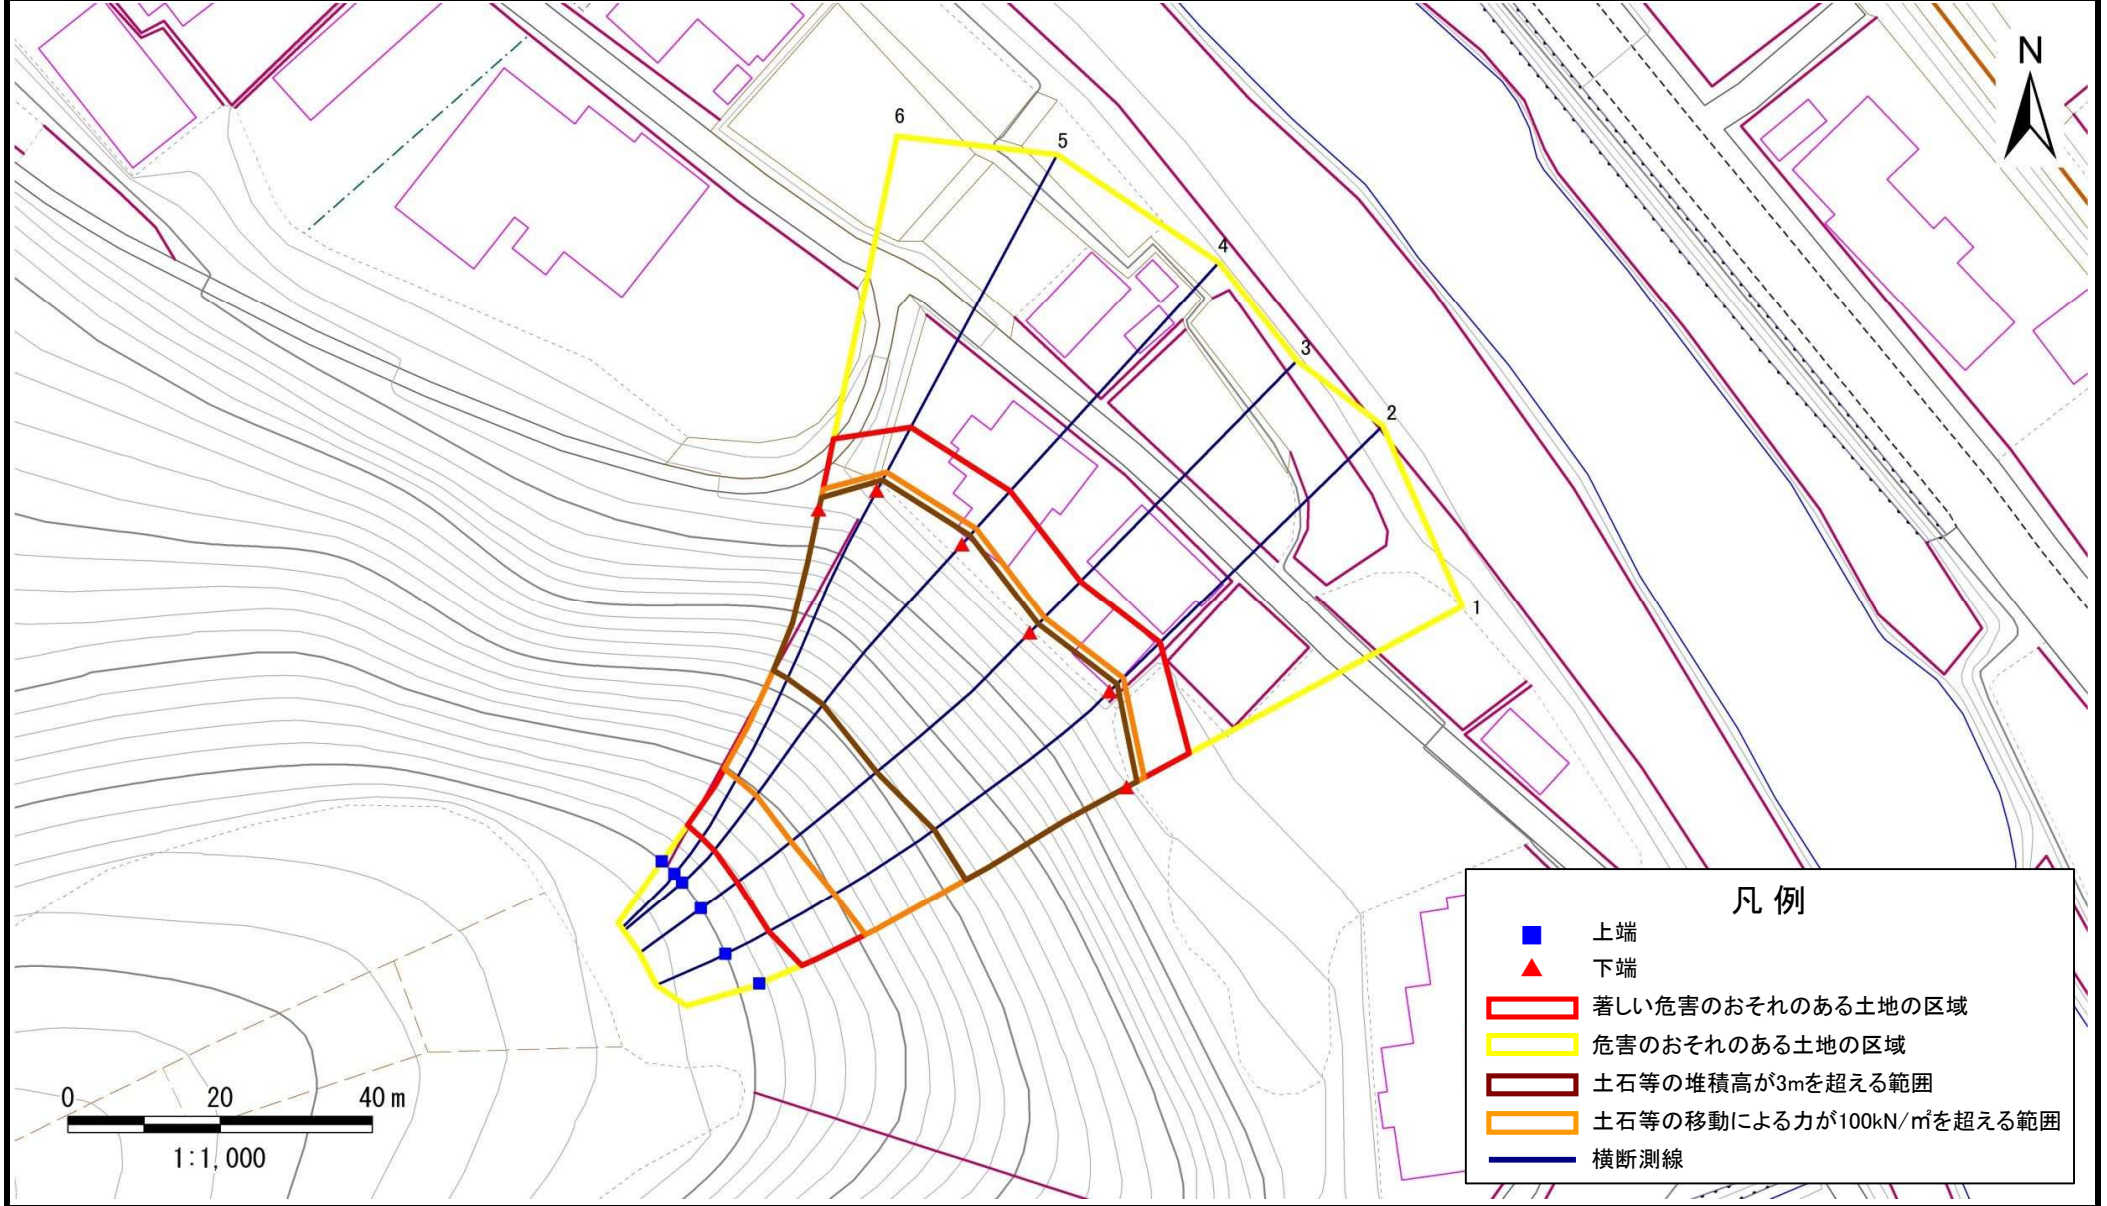 N
6
5
4
3
2
1
凡 例
上端
下端
著しい危害のおそれのある土地の区域
危害のおそれのある土地の区域
土石等の堆積高が3mを超える範囲
土石等の移動による力が100kN/㎡を超える範囲
横断測線
0 20 40 m
1:1,000